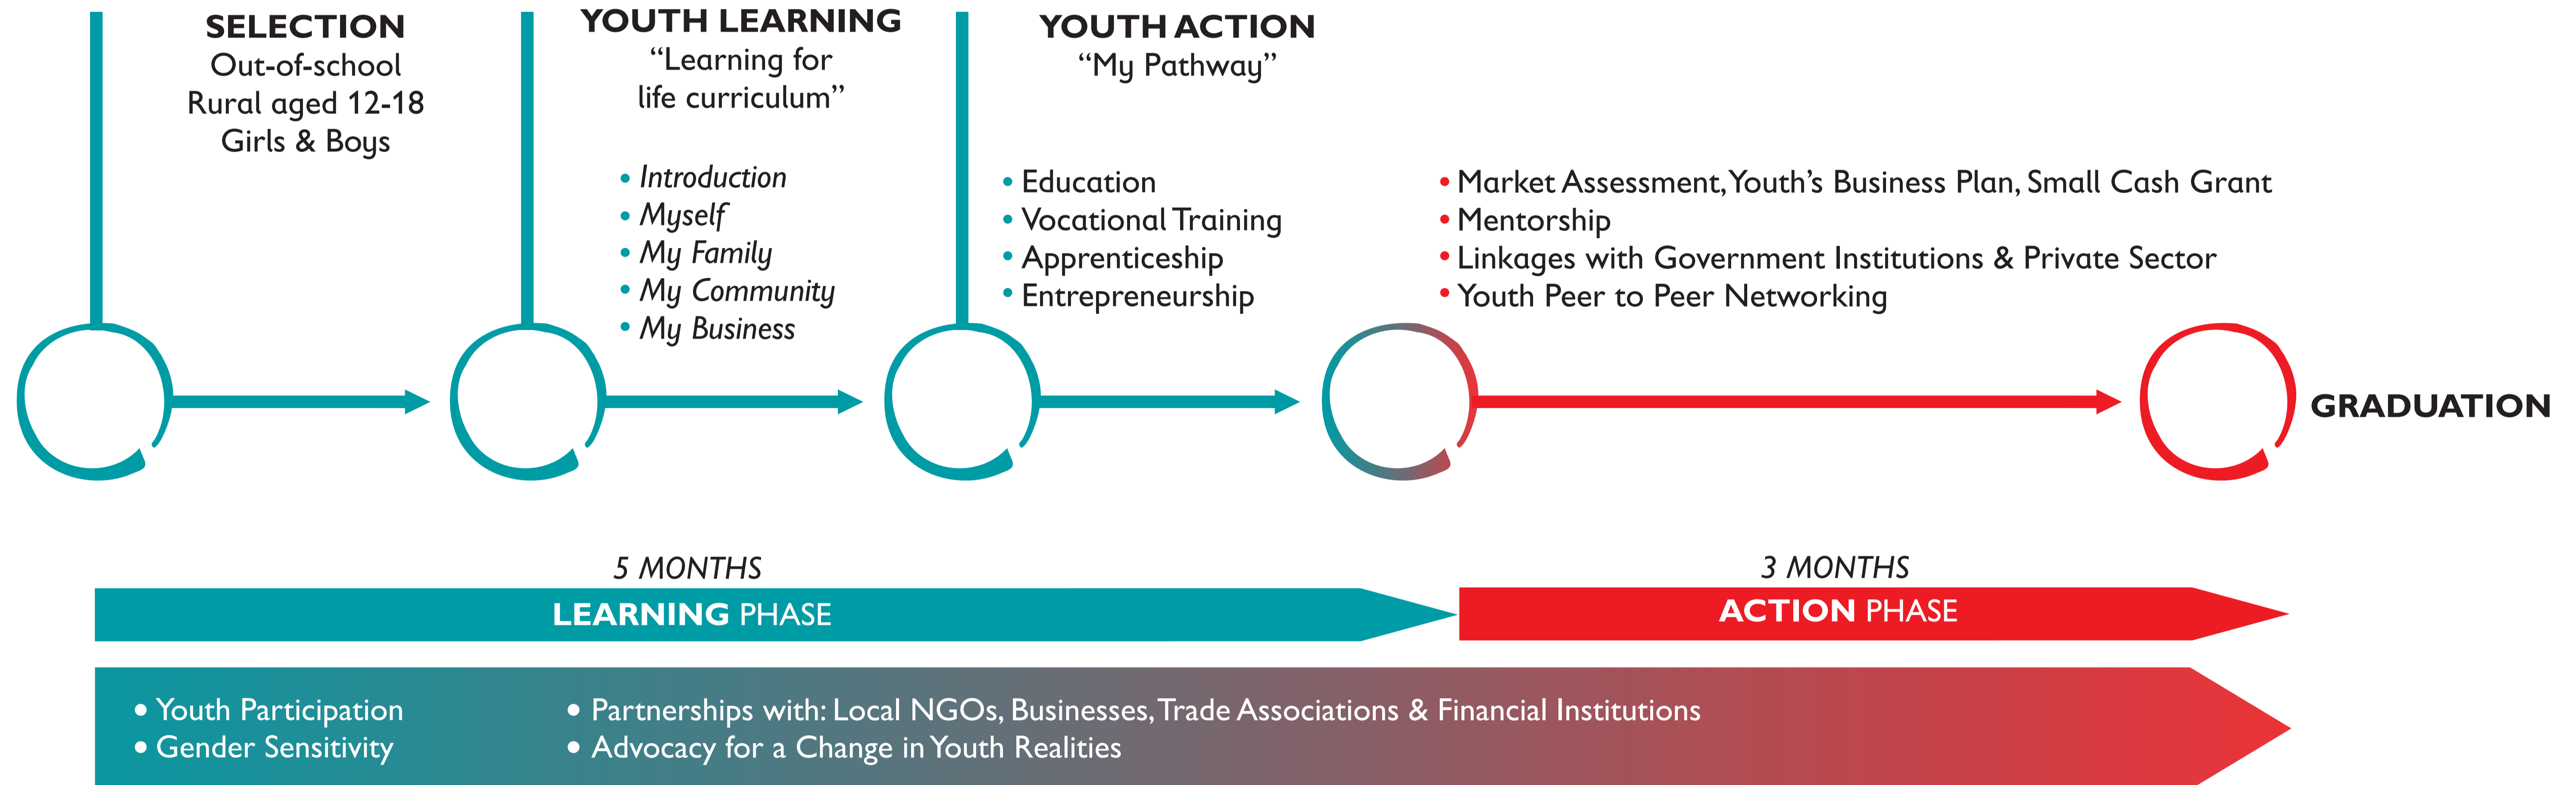 SELECTION
Out-of-school
Rural aged 12-18
Girls & Boys
YOUTH LEARNING
“Learning for
life curriculum”
• Introduction
• Myself
• My Family
• My Community
• My Business
YOUTH ACTION
“My Pathway”
• Education
• Vocational Training
• Apprenticeship
• Entrepreneurship
• Market Assessment, Youth’s Business Plan, Small Cash Grant
• Mentorship
• Linkages with Government Institutions & Private Sector
• Youth Peer to Peer Networking
GRADUATION
5 MONTHS
LEARNING PHASE
3 MONTHS
ACTION PHASE
• Youth Participation
• Gender Sensitivity
• Partnerships with: Local NGOs, Businesses, Trade Associations & Financial Institutions
• Advocacy for a Change in Youth Realities